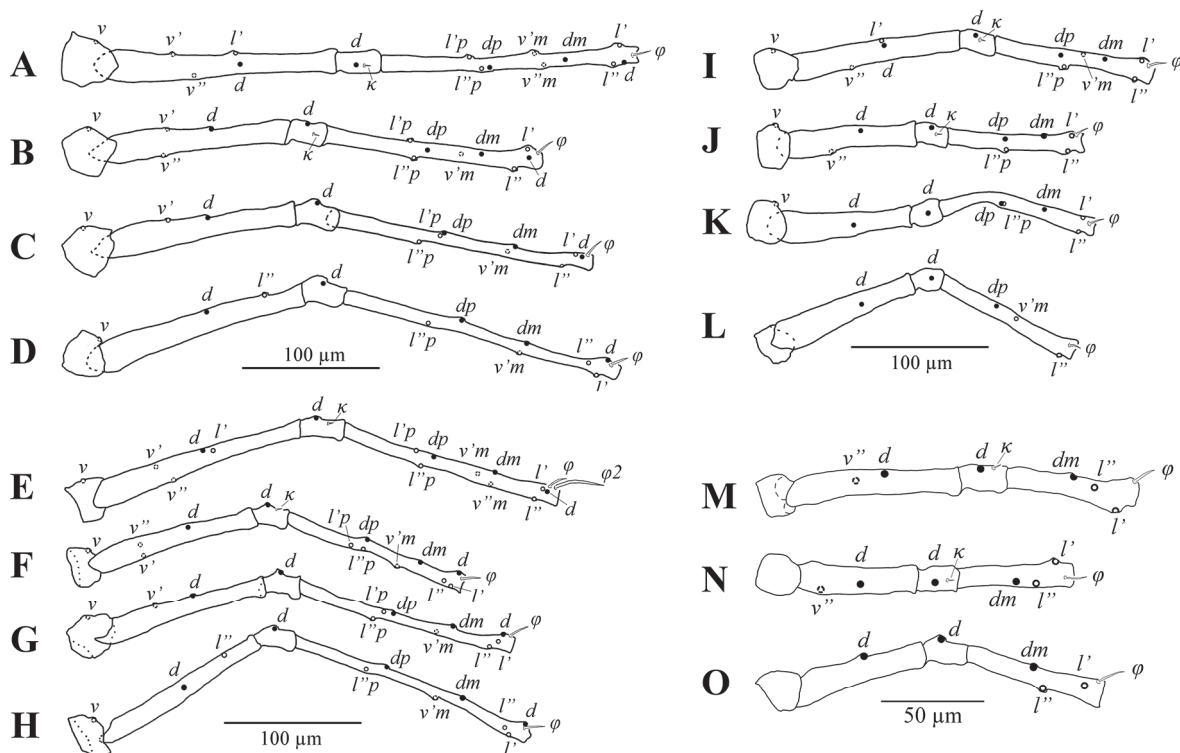 A v v' l' v'' d d κ l'p dp l''p v'm v''m dm l' l'' d φ
B v v' d v'' d κ l'p dp l''p v'm dm l' l'' d φ
C v v' d d l'p dp l''p dm v'm l' d l'' φ
D v d l'' d dp l''p dm v'm l'' d l' φ
100 µm
E v v' d l' v'' d κ l'p dp l''p v'm v''m dm l' l'' φ φ2 d
F v v'' v' d d κ l'p dp l''p v'm dm d l'' l' φ
G v v' d d l'p dp l''p dm v'm d l'' l' φ
H v d l'' d dp l''p dm v'm l'' d l' φ
100 µm
I v l' v'' d d κ dp l''p v'm dm l' l'' φ
J v d v'' d κ dp l''p dm l' l'' φ
K v d d dp l''p dm l' l'' φ
L v d d dp v'm l'' φ
100 µm
M v'' d d κ dm l'' l' φ
N v'' d d κ dm l'' l' φ
O d d dm l'' l' φ
50 µm